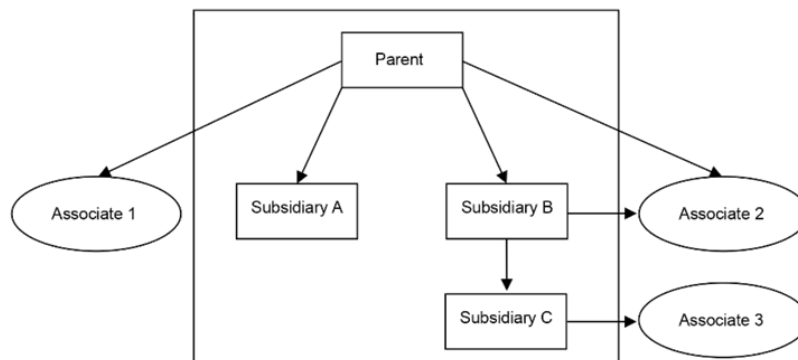 Parent
Associate 1
Subsidiary A
Subsidiary B
Associate 2
Subsidiary C
Associate 3